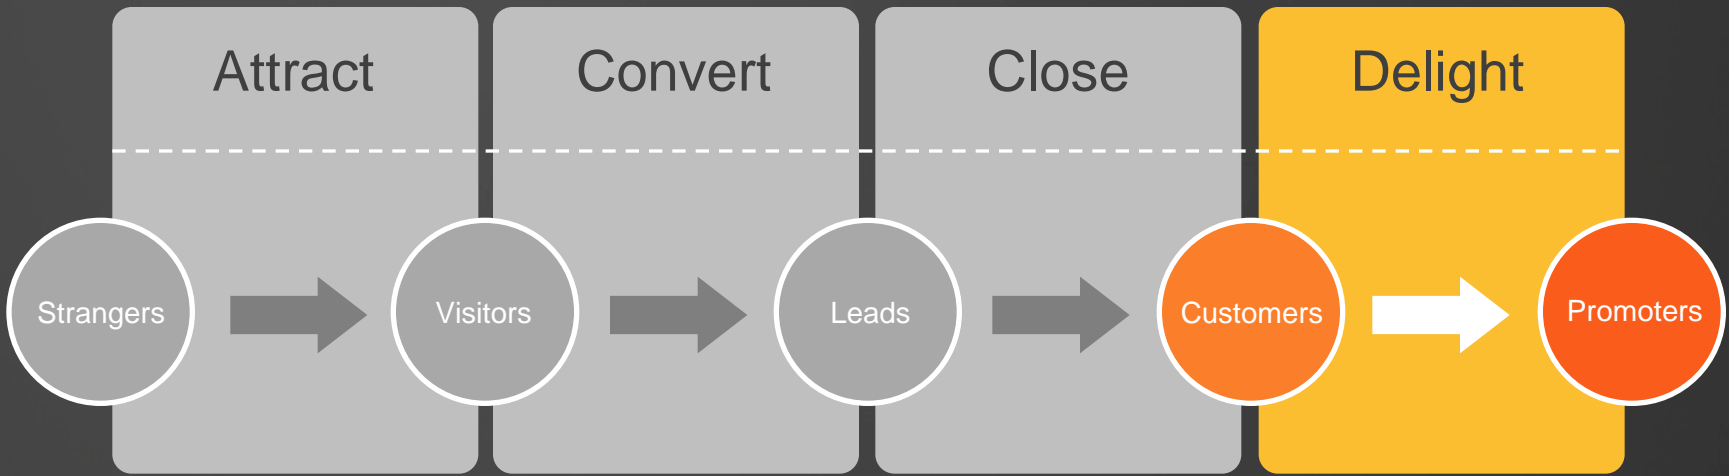 Attract
Convert
Close
Delight
Strangers
Visitors
Leads
Customers
Promoters